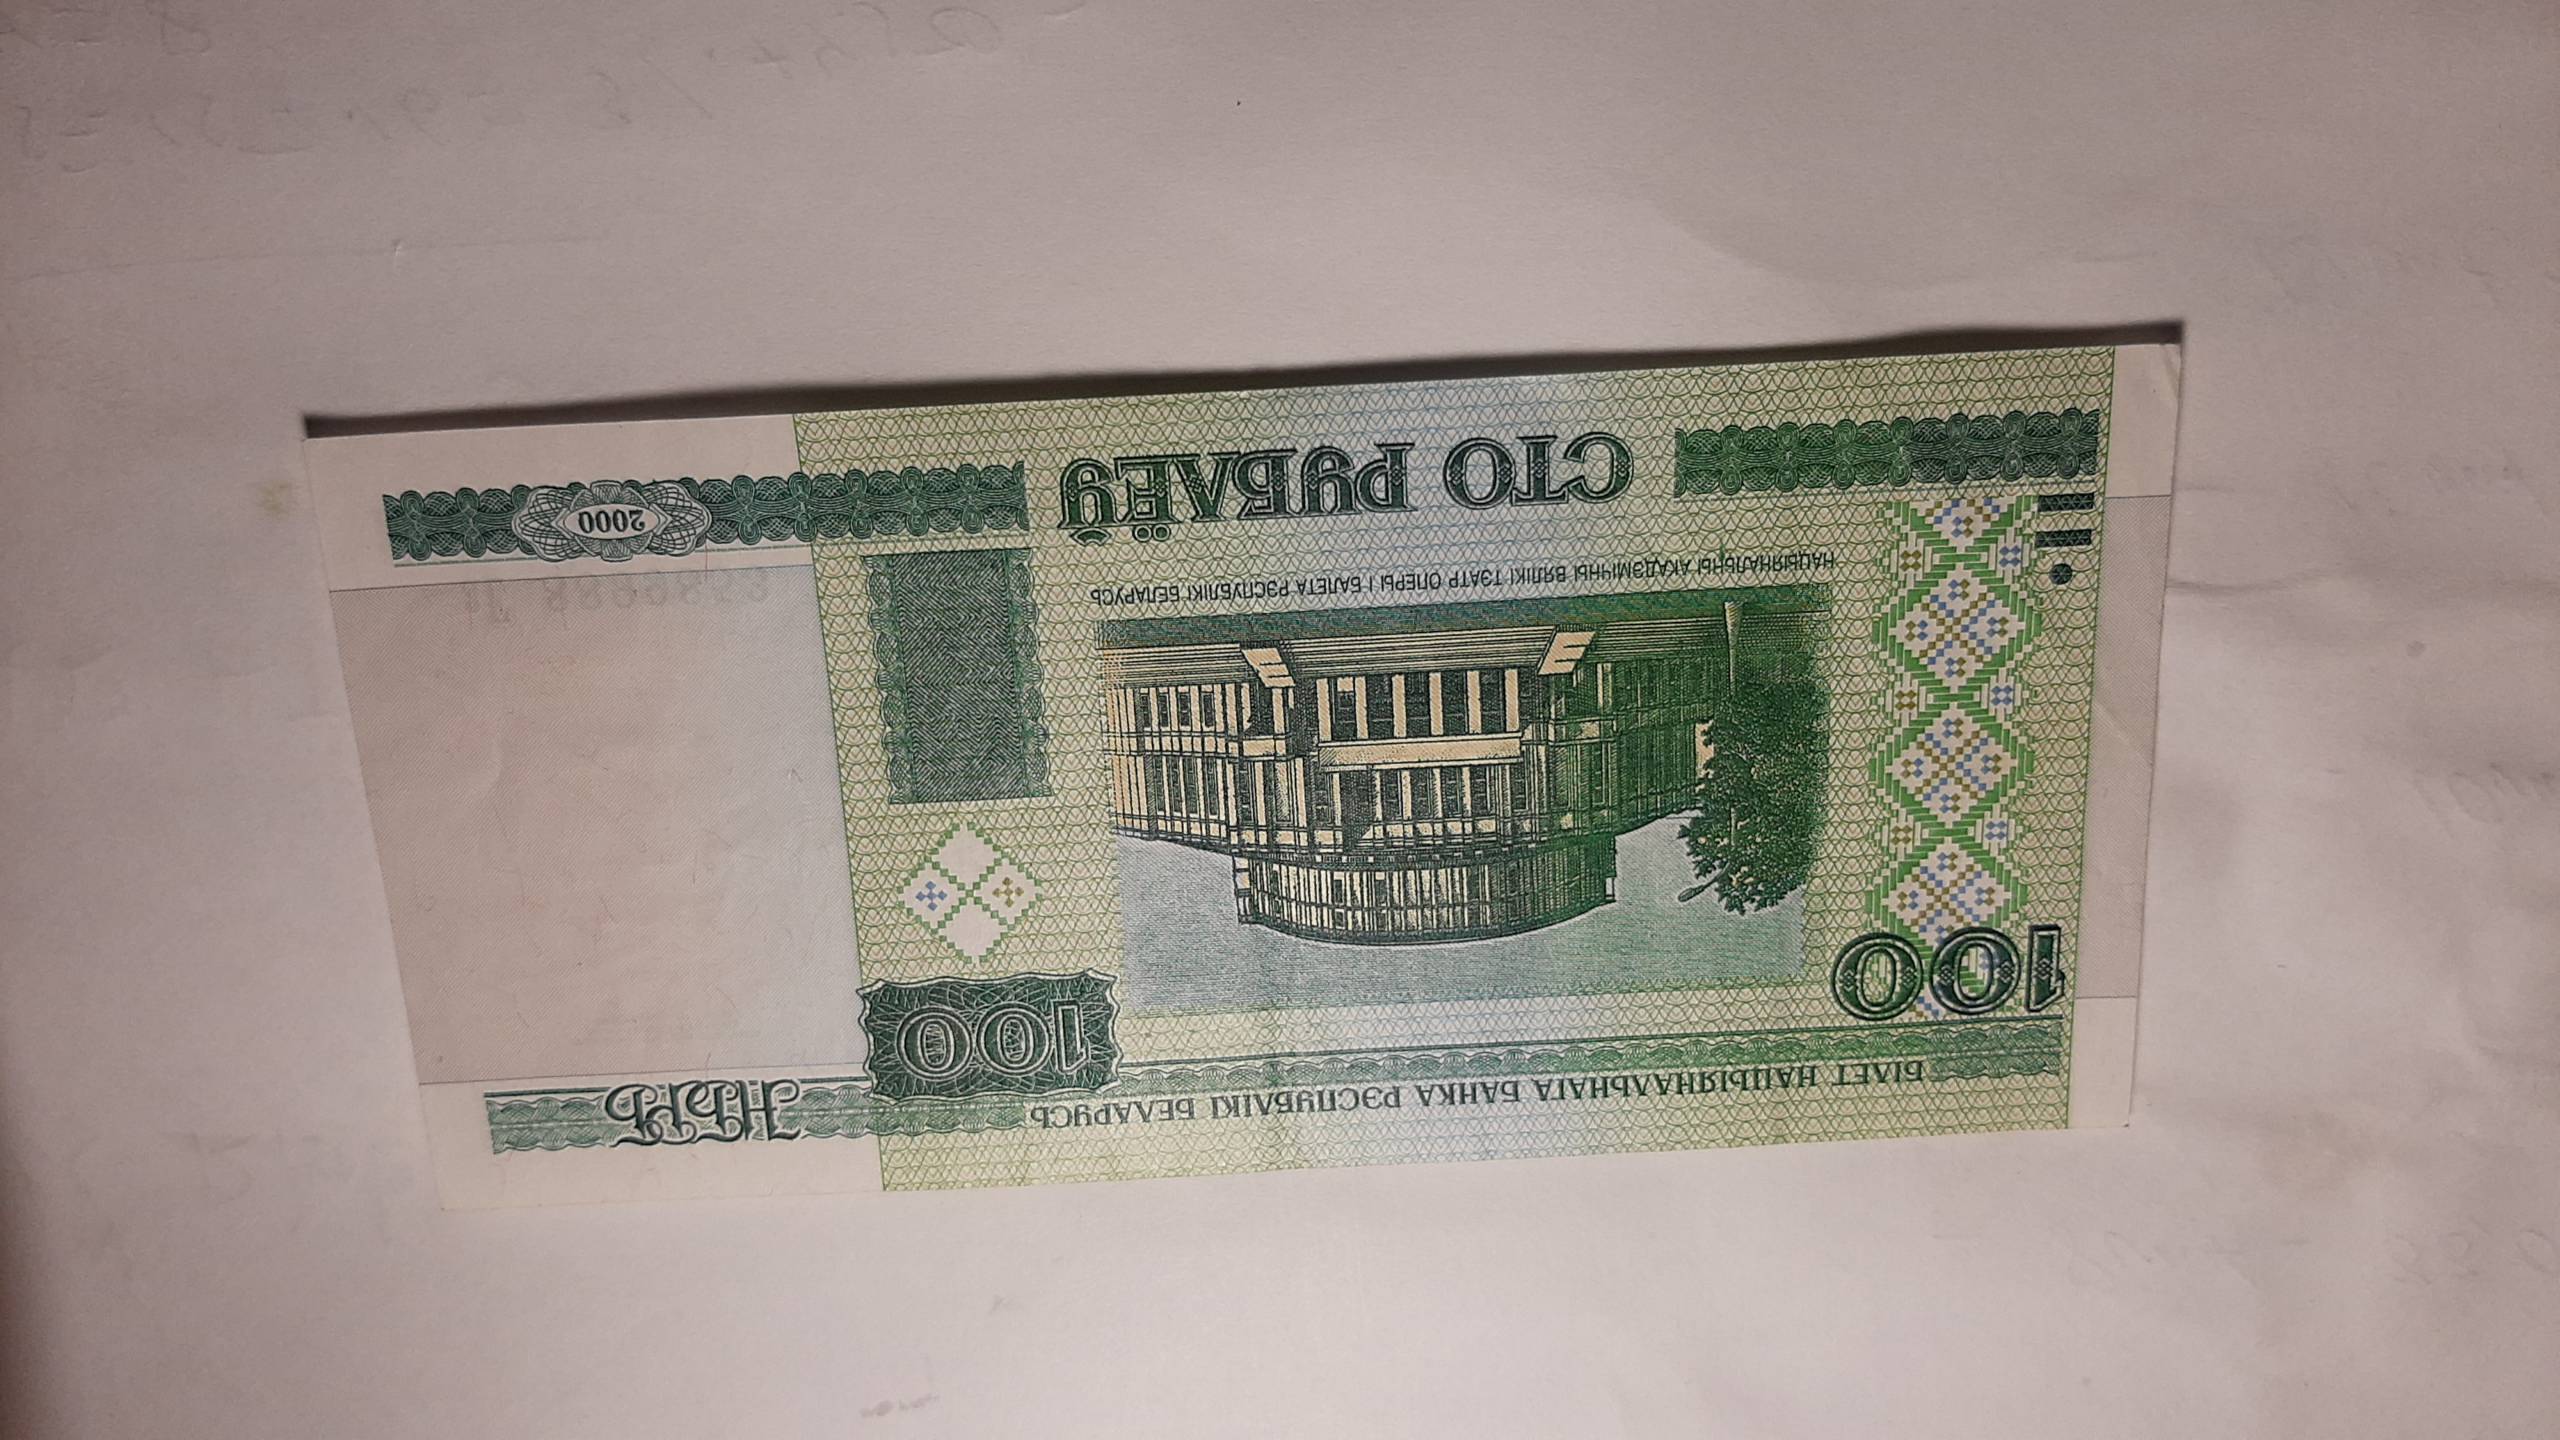 БІЛЕТ НАЦЫЯНАЛЬНАГА БАНКА РЭСПУБЛІКІ БЕЛАРУСЬ
НБРБ
100
100
НАЦЫЯНАЛЬНЫ АКАДЭМІЧНЫ ВЯЛІКІ ТЭАТР ОПЕРЫ І БАЛЕТА РЭСПУБЛІКІ БЕЛАРУСЬ
СТО РУБЛЁЎ
2000